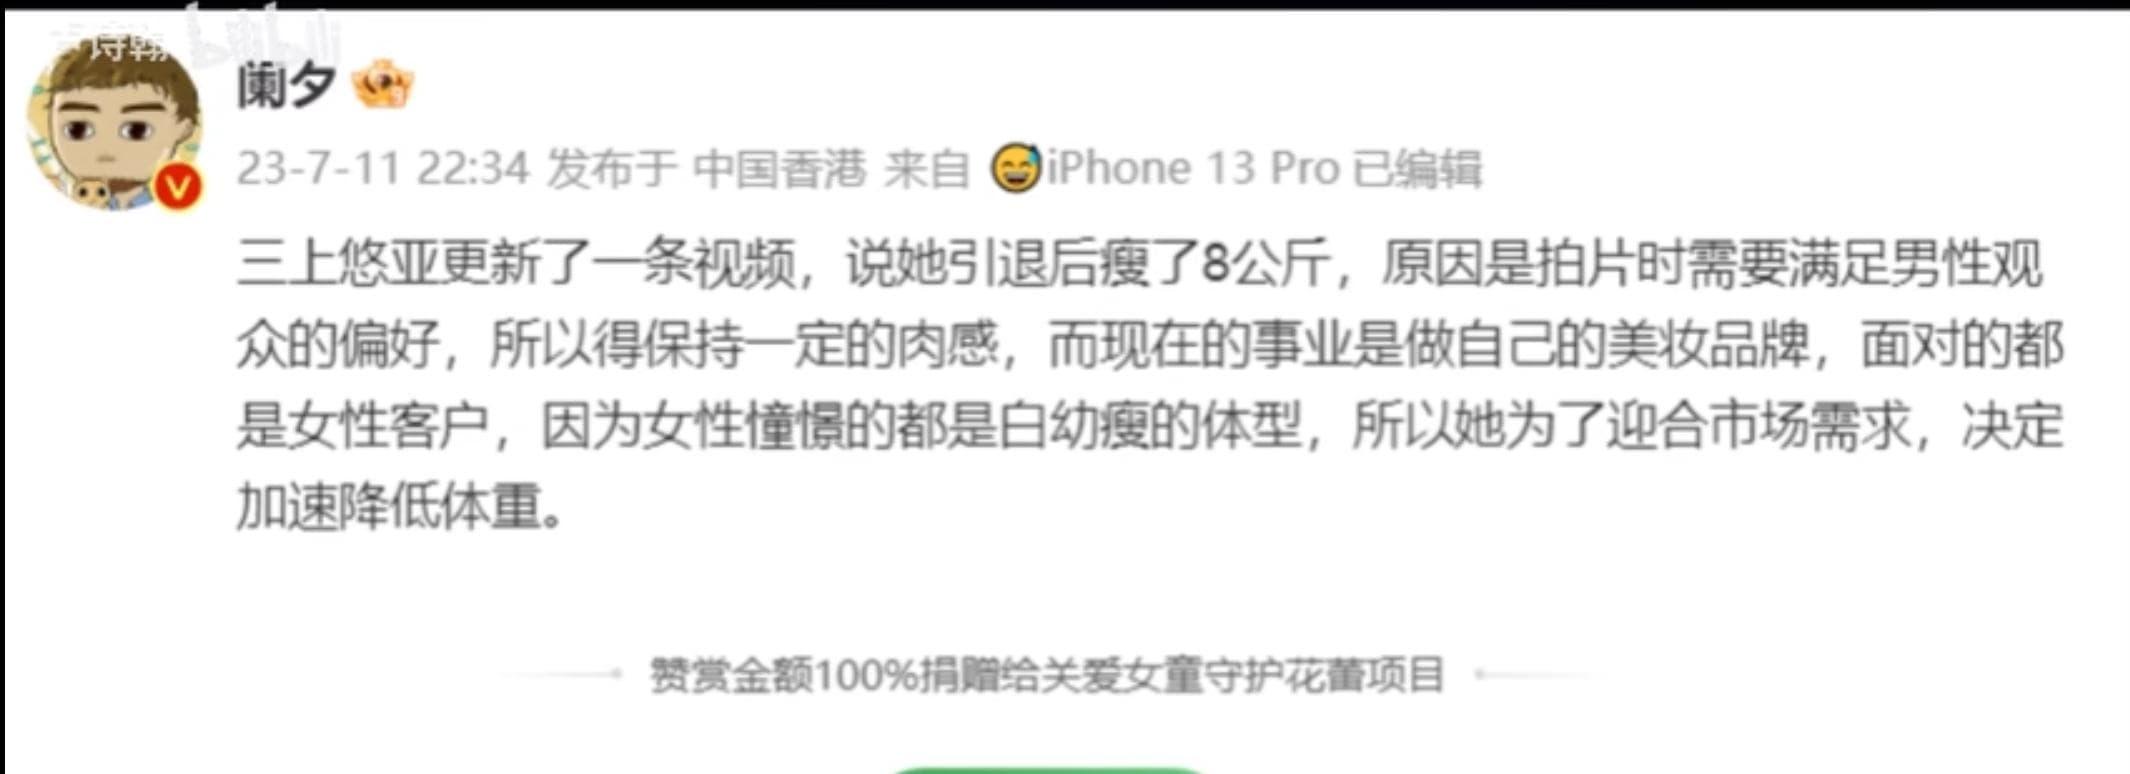 诗翰
bilibili
阑夕
23-7-11 22:34 发布于 中国香港 来自 iPhone 13 Pro 已编辑
三上悠亚更新了一条视频，说她引退后瘦了8公斤，原因是拍片时需要满足男性观
众的偏好，所以得保持一定的肉感，而现在的事业是做自己的美妆品牌，面对的都
是女性客户，因为女性憧憬的都是白幼瘦的体型，所以她为了迎合市场需求，决定
加速降低体重。
赞赏金额100%捐赠给关爱女童守护花蕾项目